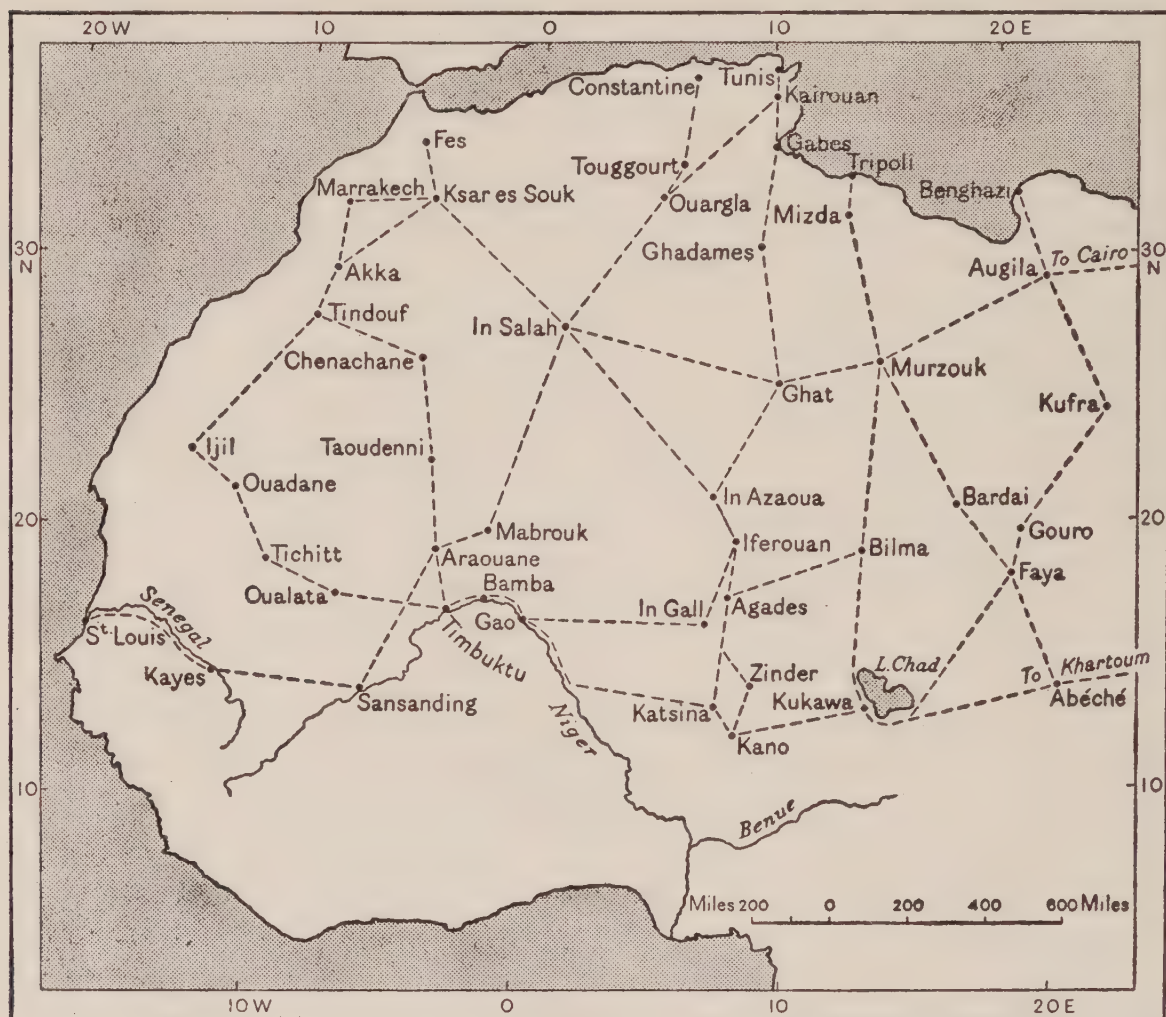 20 W 10 0 10 20 E
Constantine
Tunis
Kairouan
Fes
Gabes
Touggourt
Tripoli
Marrakech
Ksar es Souk
Benghazi
Ouargla
Mizda
30
N
Ghadames
30
N
To Cairo
Akka
Augila
Tindouf
In Salah
Chenachane
Murzouk
Ghat
Kufra
Ijil
Taoudenni
Ouadane
In Azaoua
Bardai
20
20
Mabrouk
Gouro
Iferouan
Bilma
Tichitt
Araouane
Faya
Bamba
Oualata
In Gall
Agades
Senegal
Gao
St. Louis
Timbuktu
L. Chad
To Khartoum
Kayes
Zinder
Sansanding
Katsina
Kukawa
Abéché
Niger
Kano
10
10
Benue
Miles 200 0 200 400 600 Miles
10 W 0 10 20 E